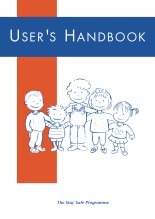 USER'S HANDBOOK
The Stay Safe Programme